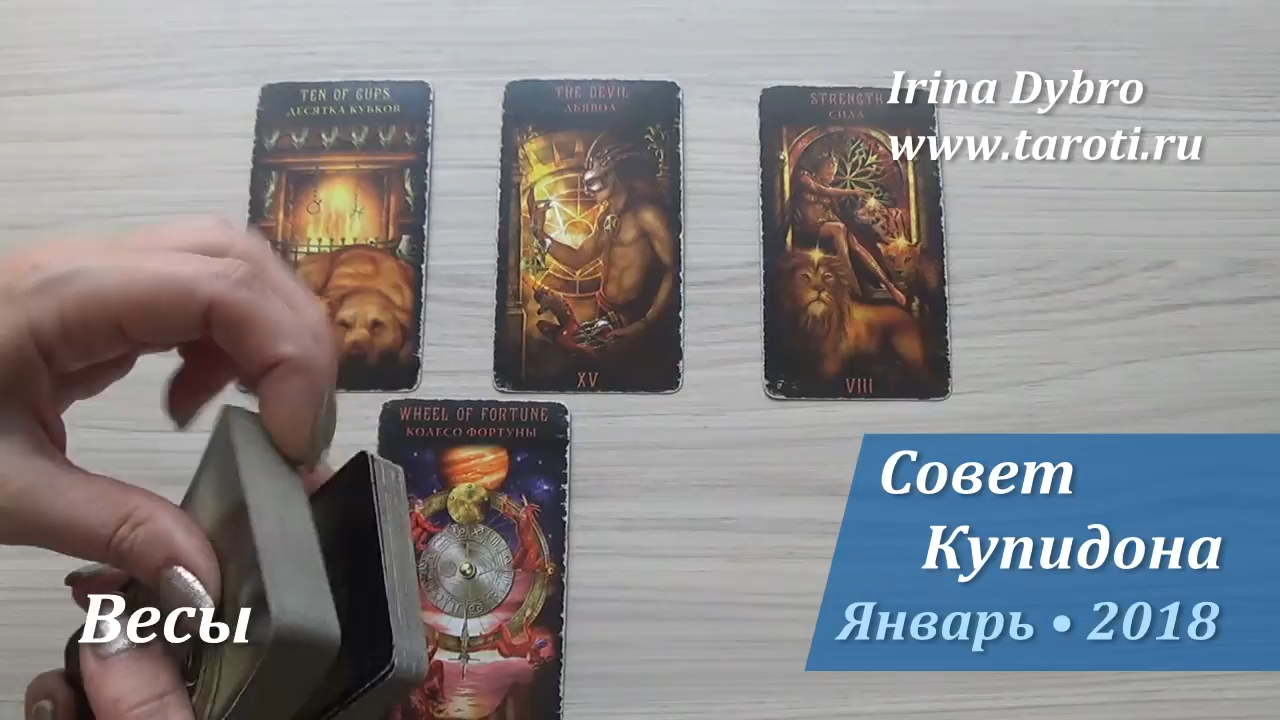 TEN OF CUPS
ДЕСЯТКА КУБКОВ
THE DEVIL
ДЬЯВОЛ
XV
STRENGTH
СИЛА
VIII
Irina Dybro
www.taroti.ru
WHEEL OF FORTUNE
КОЛЕСО ФОРТУНЫ
Весы
Совет
Купидона
Январь • 2018